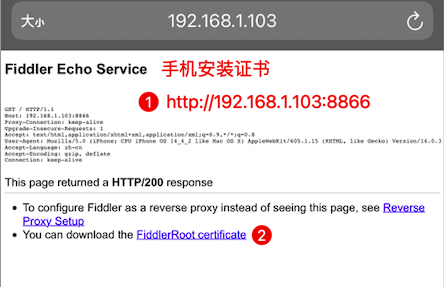 大小 192.168.1.103
Fiddler Echo Service 手机安装证书
1 http://192.168.1.103:8866
GET / HTTP/1.1
Host: 192.168.1.103:8866
Proxy-Connection: keep-alive
Upgrade-Insecure-Requests: 1
Accept: text/html,application/xhtml+xml,application/xml;q=0.9,*/*;q=0.8
User-Agent: Mozilla/5.0 (iPhone; CPU iPhone OS 14_4_2 like Mac OS X) AppleWebKit/605.1.15 (KHTML, like Gecko) Version/14.0.3
Accept-Language: zh-cn
Accept-Encoding: gzip, deflate
Connection: keep-alive
This page returned a HTTP/200 response
• To configure Fiddler as a reverse proxy instead of seeing this page, see Reverse
Proxy Setup
• You can download the FiddlerRoot certificate 2